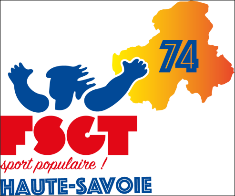 74
FSGT
sport populaire !
HAUTE-SAVOIE